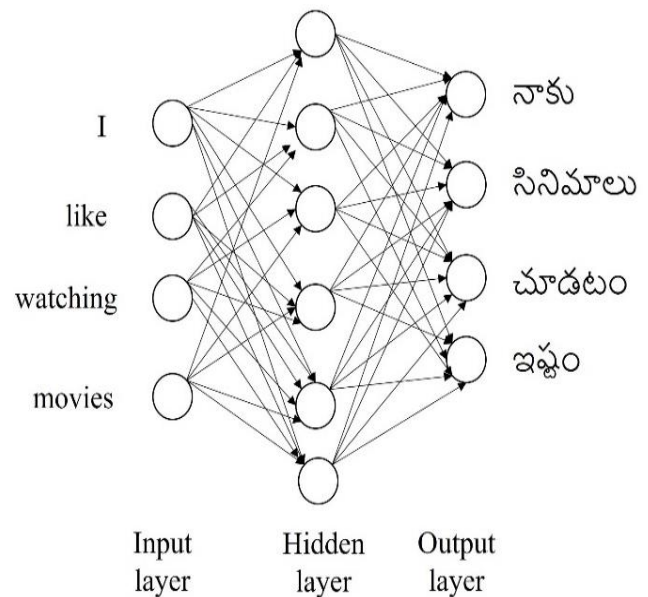 I
like
watching
movies
నాకు
సినిమాలు
చూడటం
ఇష్టం
Input
layer
Hidden
layer
Output
layer